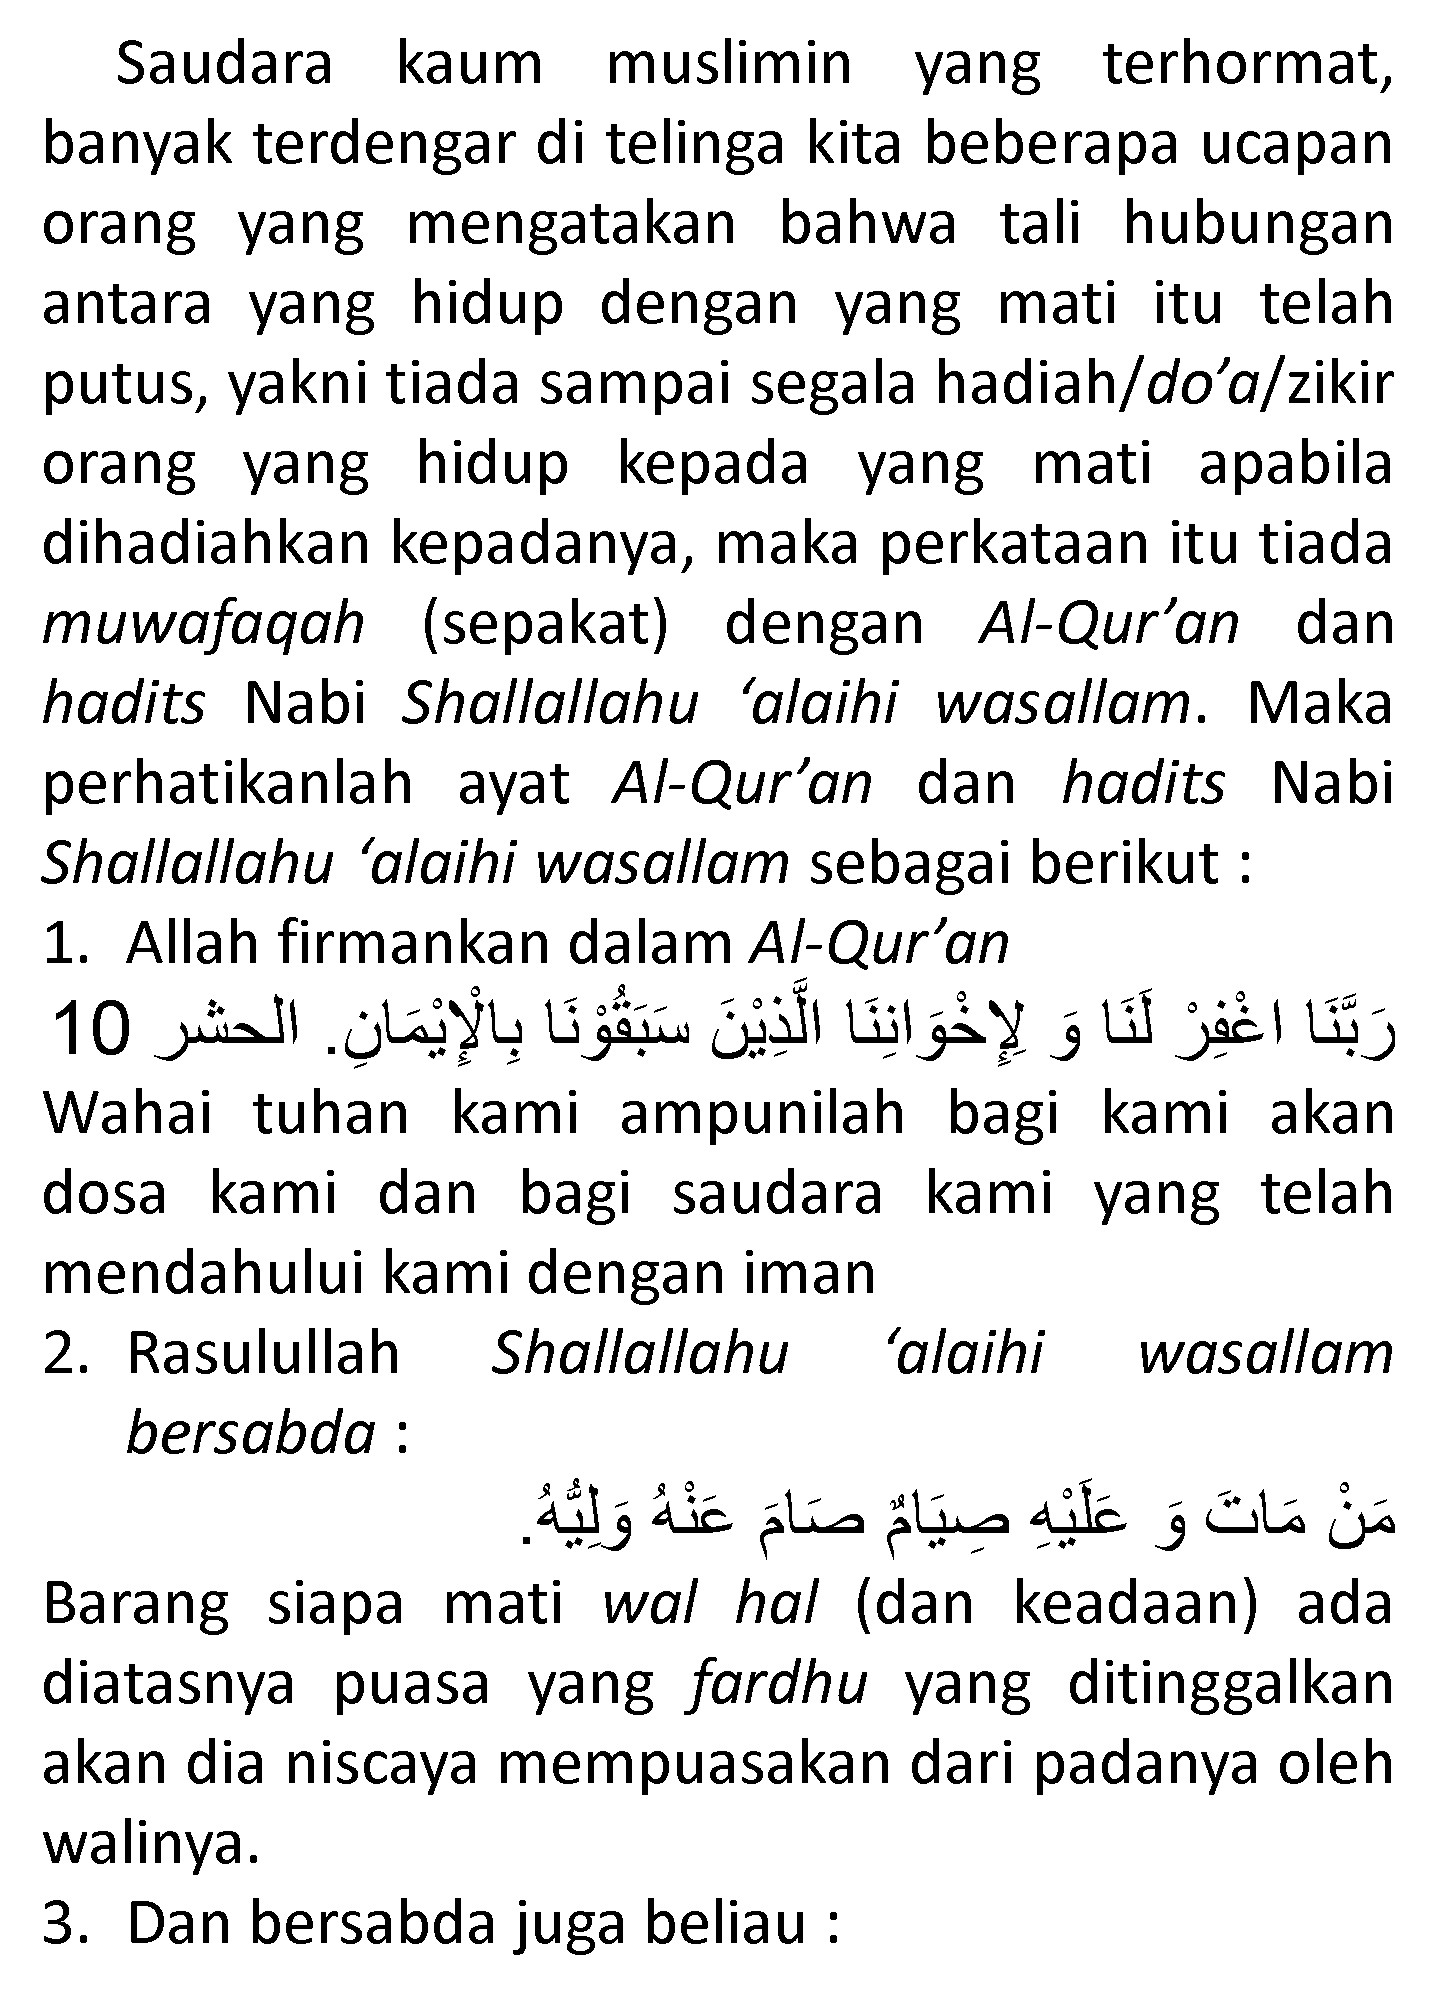 Saudara kaum muslimin yang terhormat,
banyak terdengar di telinga kita beberapa ucapan
orang yang mengatakan bahwa tali hubungan
antara yang hidup dengan yang mati itu telah
putus, yakni tiada sampai segala hadiah/do’a/zikir
orang yang hidup kepada yang mati apabila
dihadiahkan kepadanya, maka perkataan itu tiada
muwafaqah (sepakat) dengan Al-Qur’an dan
hadits Nabi Shallallahu ‘alaihi wasallam. Maka
perhatikanlah ayat Al-Qur’an dan hadits Nabi
Shallallahu ‘alaihi wasallam sebagai berikut :
1. Allah firmankan dalam Al-Qur’an
رَبَّنَا اغْفِرْ لَنَا وَ لِإِخْوَانِنَا الَّذِيْنَ سَبَقُوْنَا بِالْإِيْمَانِ. الحشر 10
Wahai tuhan kami ampunilah bagi kami akan
dosa kami dan bagi saudara kami yang telah
mendahului kami dengan iman
2. Rasulullah Shallallahu ‘alaihi wasallam
bersabda :
مَنْ مَاتَ وَ عَلَيْهِ صِيَامٌ صَامَ عَنْهُ وَلِيُّهُ.
Barang siapa mati wal hal (dan keadaan) ada
diatasnya puasa yang fardhu yang ditinggalkan
akan dia niscaya mempuasakan dari padanya oleh
walinya.
3. Dan bersabda juga beliau :